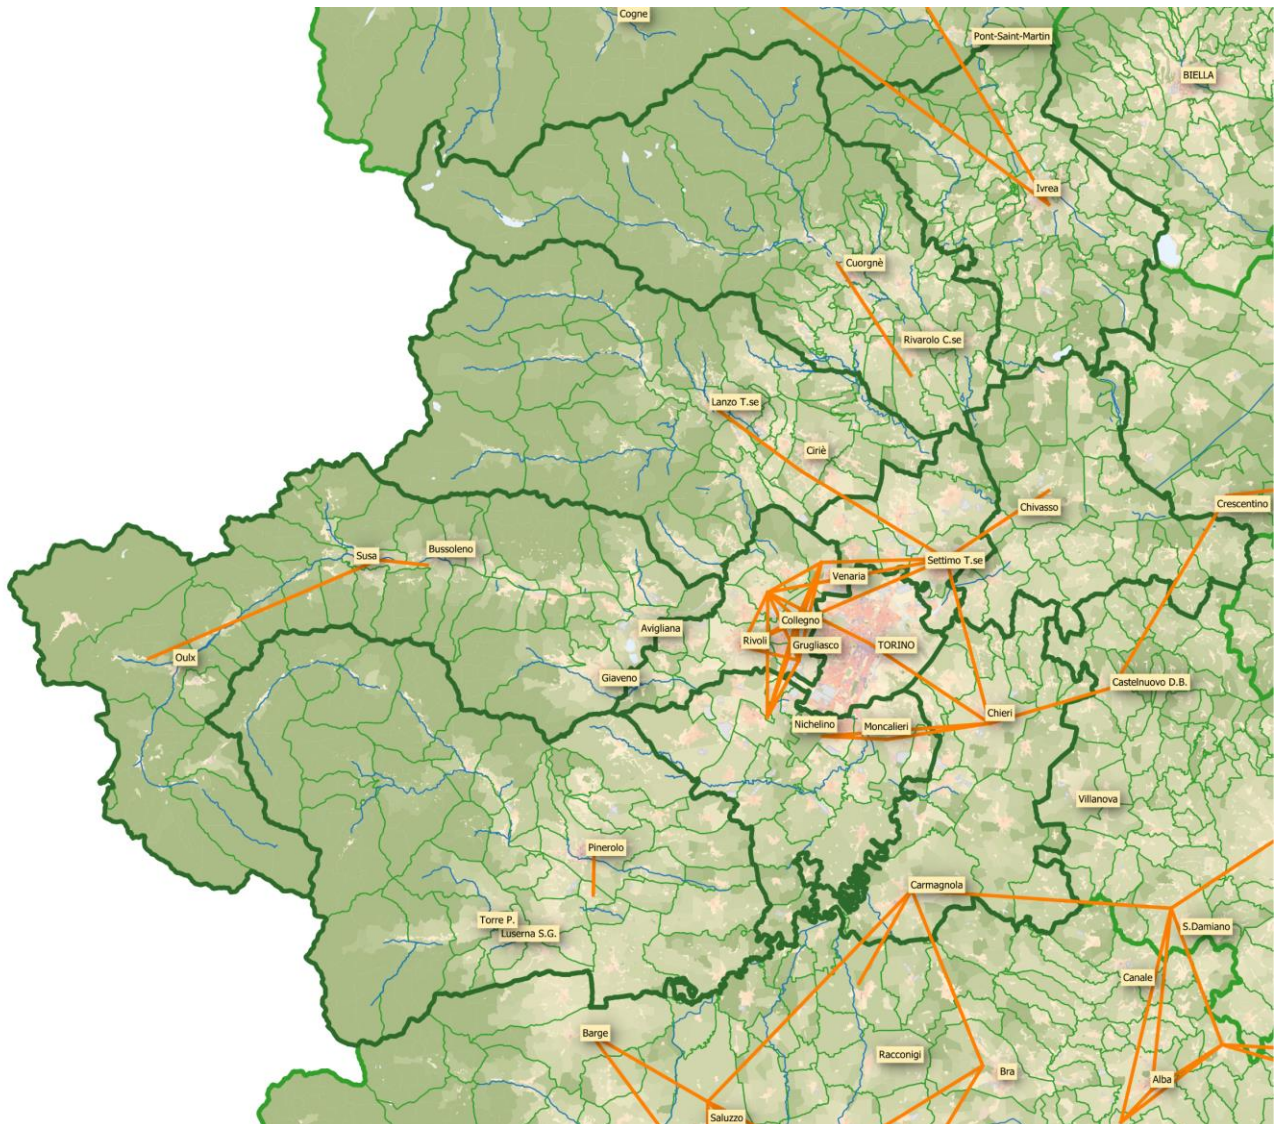 Cogne
Pont-Saint-Martin
BIELLA
Ivrea
Cuorgnè
Rivarolo C.se
Lanzo T.se
Ciriè
Crescentino
Chivasso
Susa
Bussoleno
Settimo T.se
Venaria
Collegno
Avigliana
Rivoli
Grugliasco
TORINO
Oulx
Giaveno
Castelnuovo D.B.
Chieri
Nichelino
Moncalieri
Villanova
Pinerolo
Carmagnola
Torre P.
Luserna S.G.
S.Damiano
Canale
Barge
Racconigi
Bra
Alba
Saluzzo